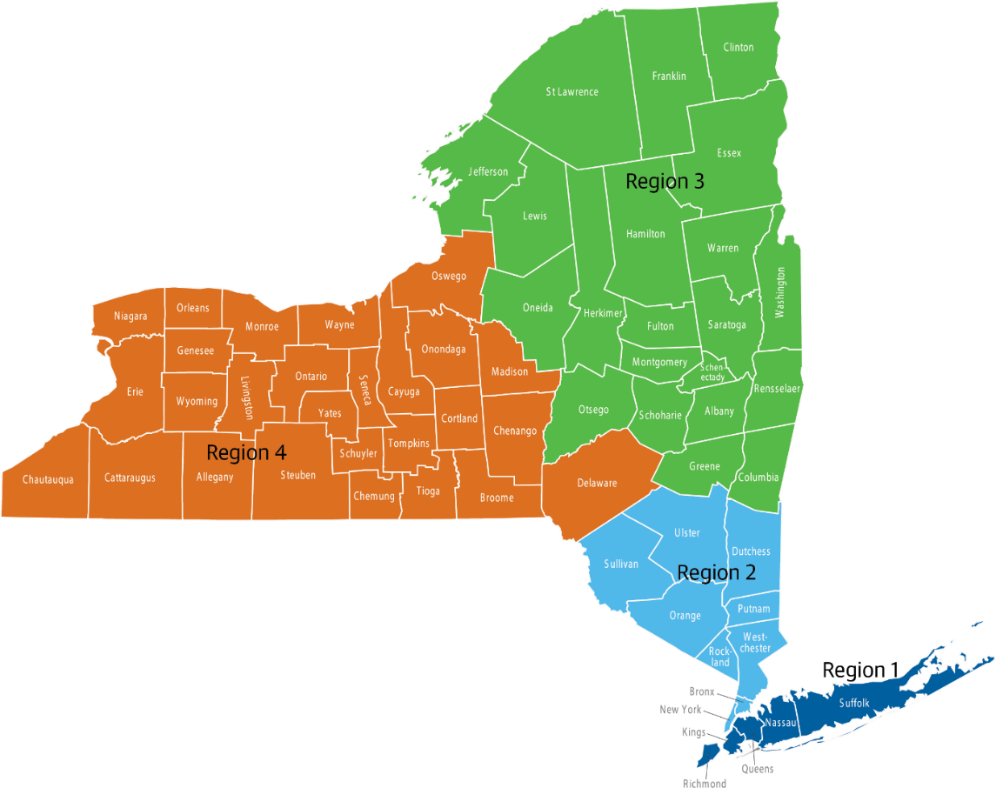 Clinton
Franklin
St Lawrence
Essex
Jefferson
Region 3
Lewis
Hamilton
Warren
Oswego
Washington
Niagara
Orleans
Oneida
Herkimer
Monroe
Wayne
Fulton
Saratoga
Genesee
Onondaga
Montgomery
Schen-
ectady
Madison
Ontario
Erie
Wyoming
Livingston
Seneca
Cayuga
Rensselaer
Yates
Otsego
Schoharie
Albany
Cortland
Chenango
Tompkins
Region 4
Schuyler
Greene
Chautauqua
Cattaraugus
Allegany
Steuben
Columbia
Delaware
Chemung
Tioga
Broome
Ulster
Dutchess
Sullivan
Region 2
Putnam
Orange
West-
chester
Rock-
land
Region 1
Bronx
Suffolk
New York
Nassau
Kings
Queens
Richmond